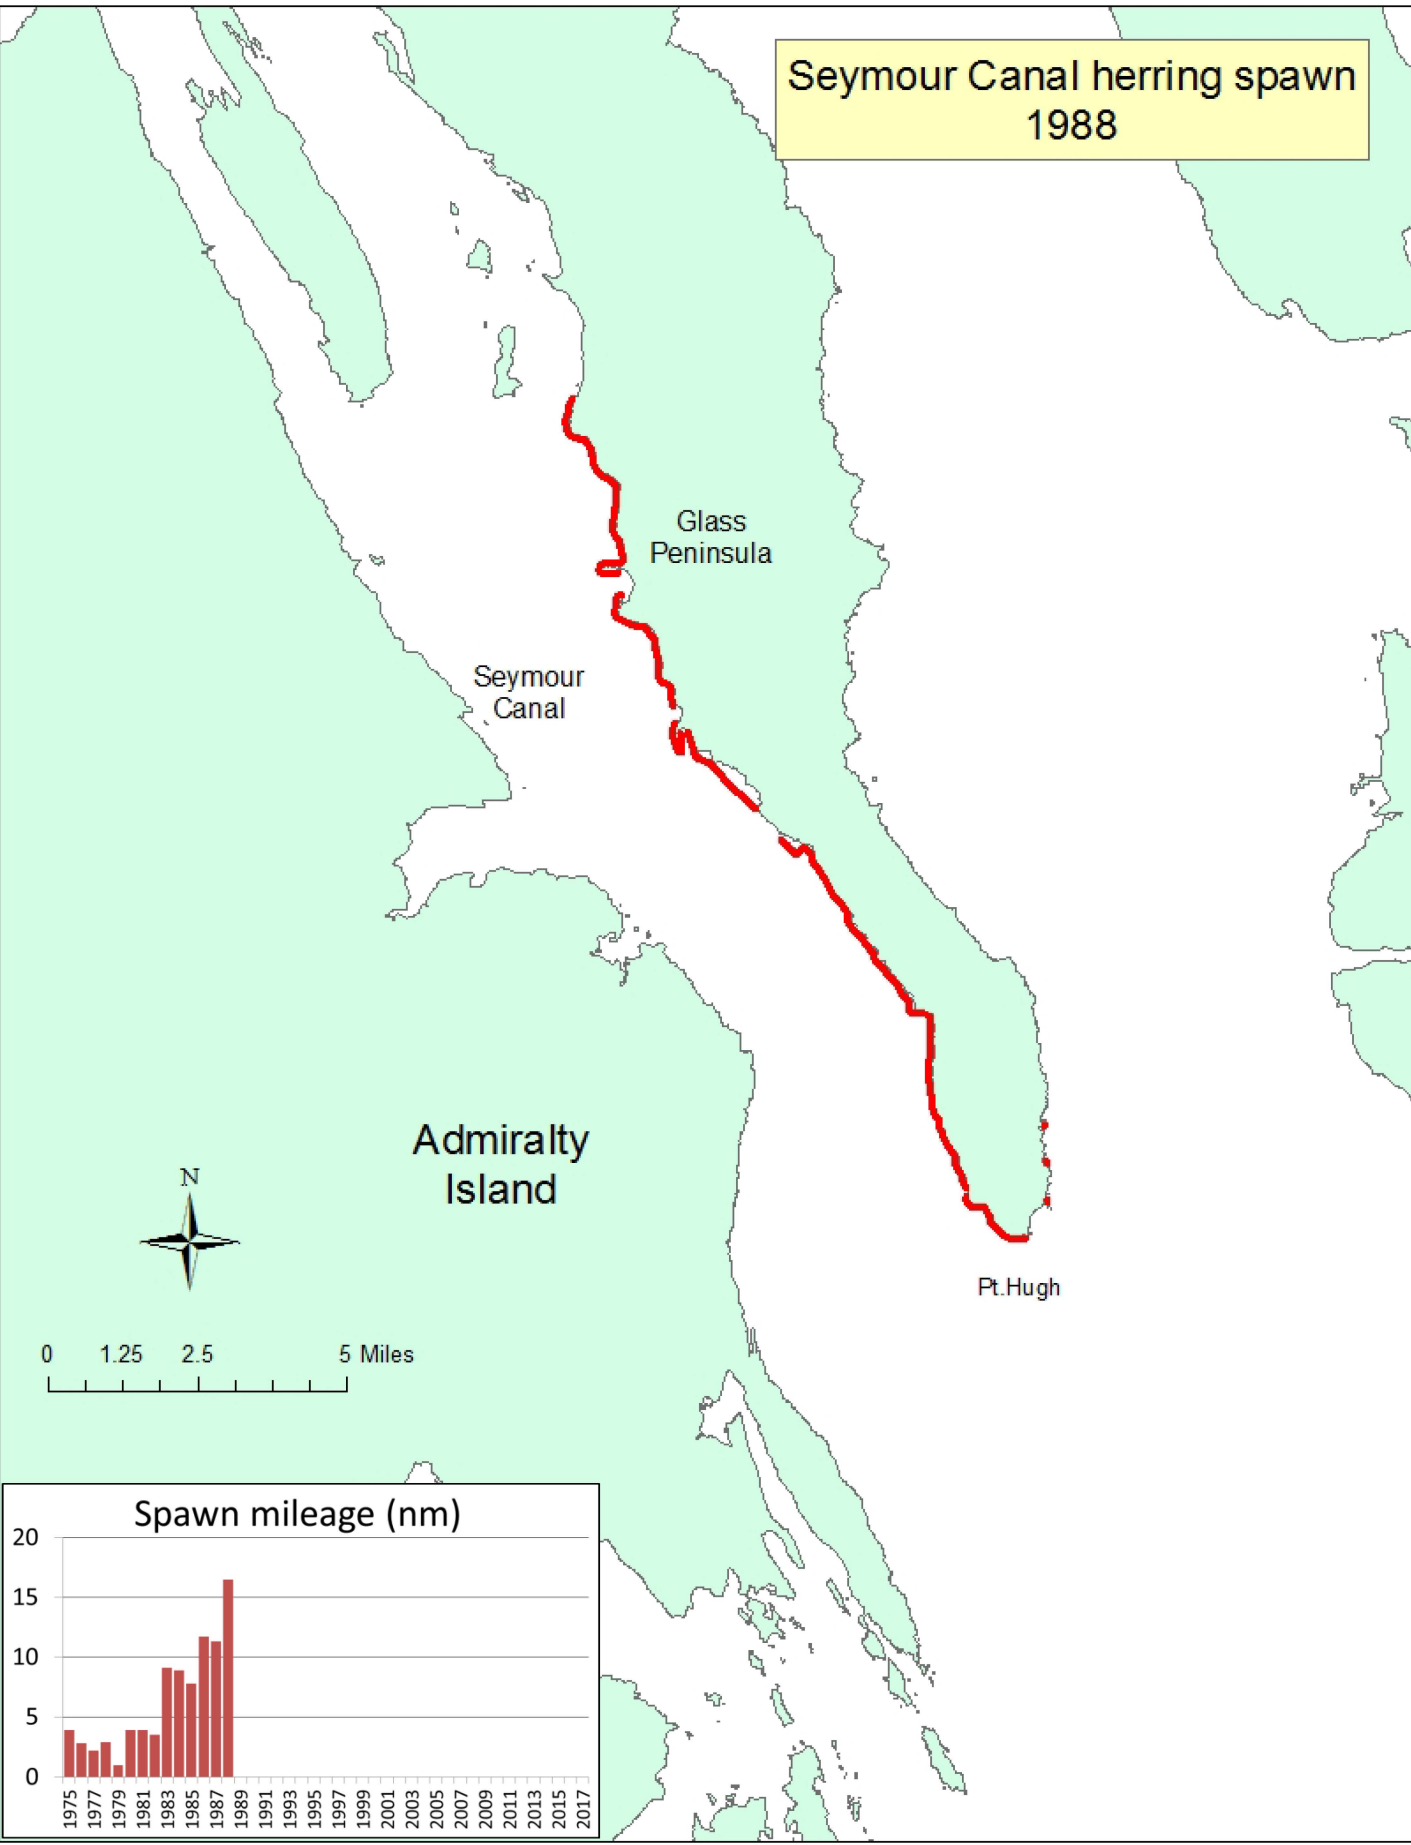 Seymour Canal herring spawn
1988
Glass
Peninsula
Seymour
Canal
Admiralty
Island
N
Pt.Hugh
0 1.25 2.5 5 Miles
Spawn mileage (nm)
20
15
10
5
0
1975 1977 1979 1981 1983 1985 1987 1989 1991 1993 1995 1997 1999 2001 2003 2005 2007 2009 2011 2013 2015 2017